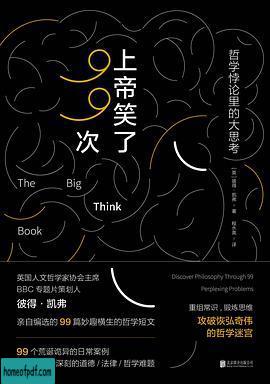 上帝笑了
99次
哲学悖论里的大思考
[英]彼得·凯弗 著
The Big
Think
Book
英国人文哲学家协会主席
BBC 专题片策划人
彼得·凯弗
亲自编选的 99 篇妙趣横生的哲学短文
99 个荒诞诡异的日常案例
深刻的道德 / 法律 / 哲学难题
Discover Philosophy Through 99
Perplexing Problems
重组常识,锻炼思维
攻破恢弘奇伟
的哲学迷宫
homeofpdf.com